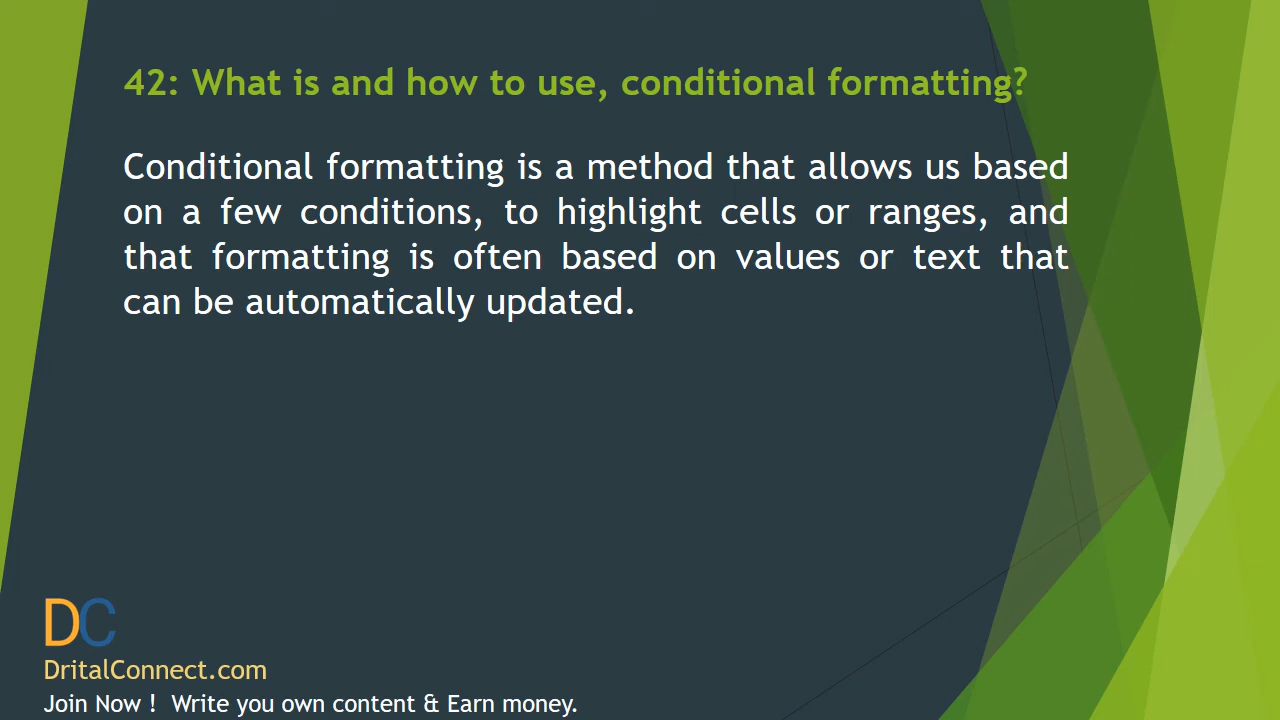 42: What is and how to use, conditional formatting?
Conditional formatting is a method that allows us based
on a few conditions, to highlight cells or ranges, and
that formatting is often based on values or text that
can be automatically updated.
DC
DritalConnect.com
Join Now ! Write you own content & Earn money.